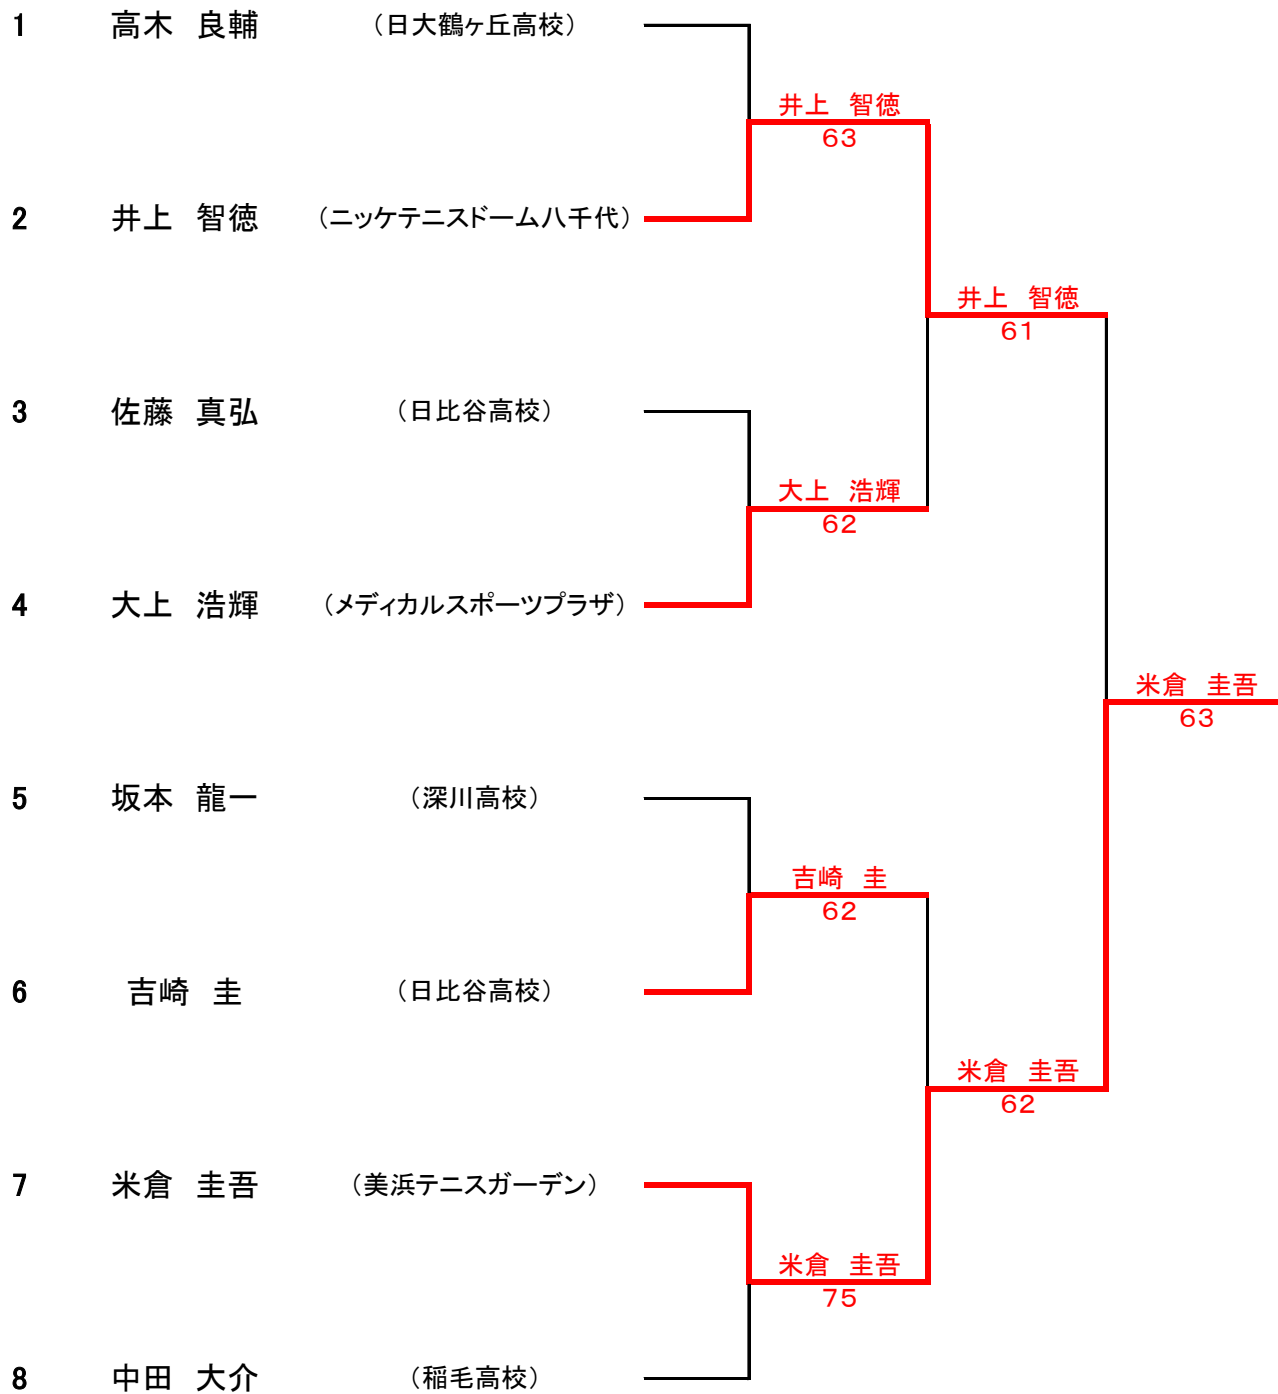 1 高木 良輔 （日大鶴ヶ丘高校）
井上 智徳
63
2 井上 智徳 （ニッケテニスドーム八千代）
井上 智徳
61
3 佐藤 真弘 （日比谷高校）
大上 浩輝
62
4 大上 浩輝 （メディカルスポーツプラザ）
米倉 圭吾
63
5 坂本 龍一 （深川高校）
吉崎 圭
62
6 吉崎 圭 （日比谷高校）
米倉 圭吾
62
7 米倉 圭吾 （美浜テニスガーデン）
米倉 圭吾
75
8 中田 大介 （稲毛高校）